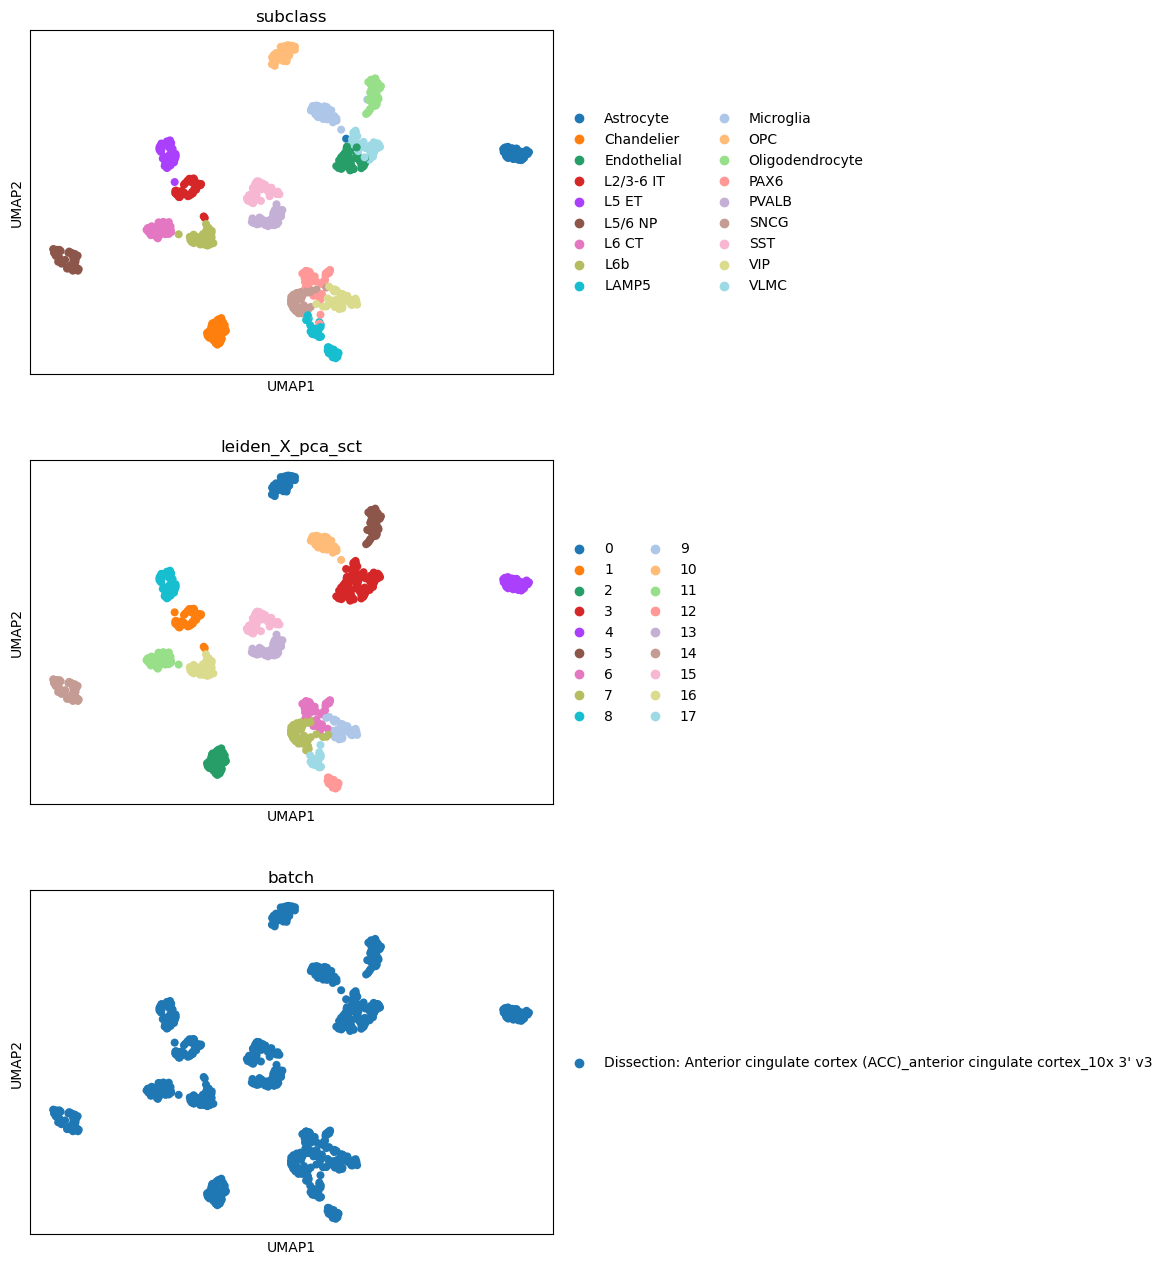 subclass
UMAP2
UMAP1
Astrocyte Microglia
Chandelier OPC
Endothelial Oligodendrocyte
L2/3-6 IT PAX6
L5 ET PVALB
L5/6 NP SNCG
L6 CT SST
L6b VIP
LAMP5 VLMC
leiden_X_pca_sct
UMAP2
UMAP1
0 9
1 10
2 11
3 12
4 13
5 14
6 15
7 16
8 17
batch
UMAP2
UMAP1
Dissection: Anterior cingulate cortex (ACC)_anterior cingulate cortex_10x 3' v3